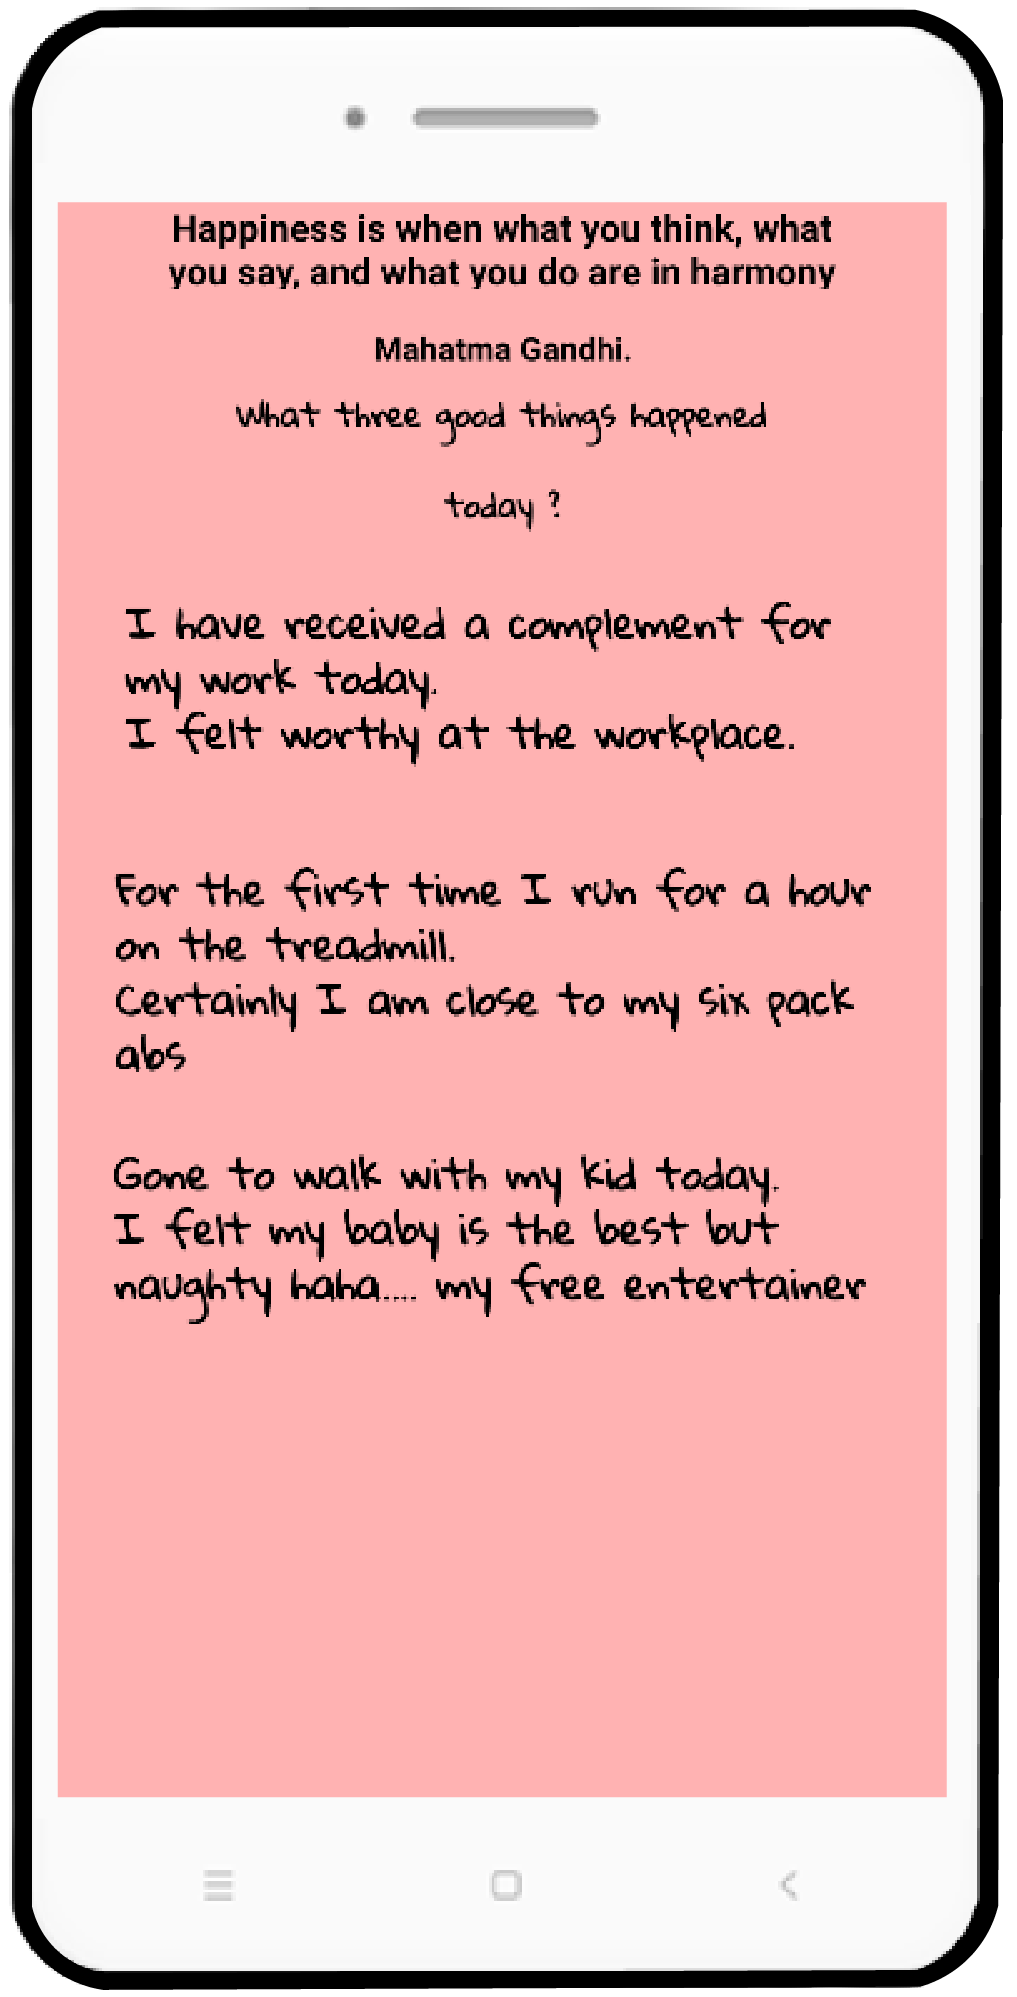 Happiness is when what you think, what
you say, and what you do are in harmony
Mahatma Gandhi.
What three good things happened
today ?
I have received a complement for
my work today.
I felt worthy at the workplace.
For the first time I run for a hour
on the treadmill.
Certainly I am close to my six pack
abs
Gone to walk with my kid today.
I felt my baby is the best but
naughty haha.... my free entertainer